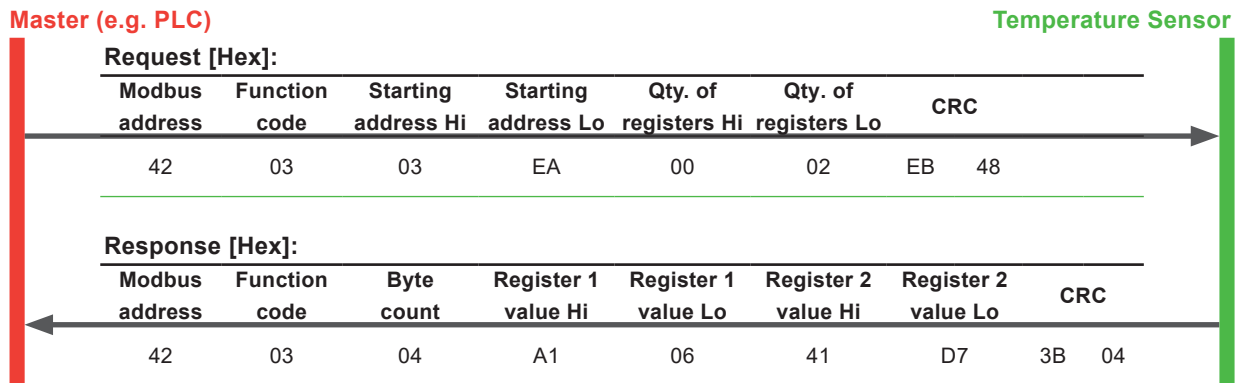 Master (e.g. PLC) Temperature Sensor
Request [Hex]:
Modbus Function Starting Starting Qty. of Qty. of CRC
address code address Hi address Lo registers Hi registers Lo
42 03 03 EA 00 02 EB 48
Response [Hex]:
Modbus Function Byte Register 1 Register 1 Register 2 Register 2 CRC
address code count value Hi value Lo value Hi value Lo
42 03 04 A1 06 41 D7 3B 04